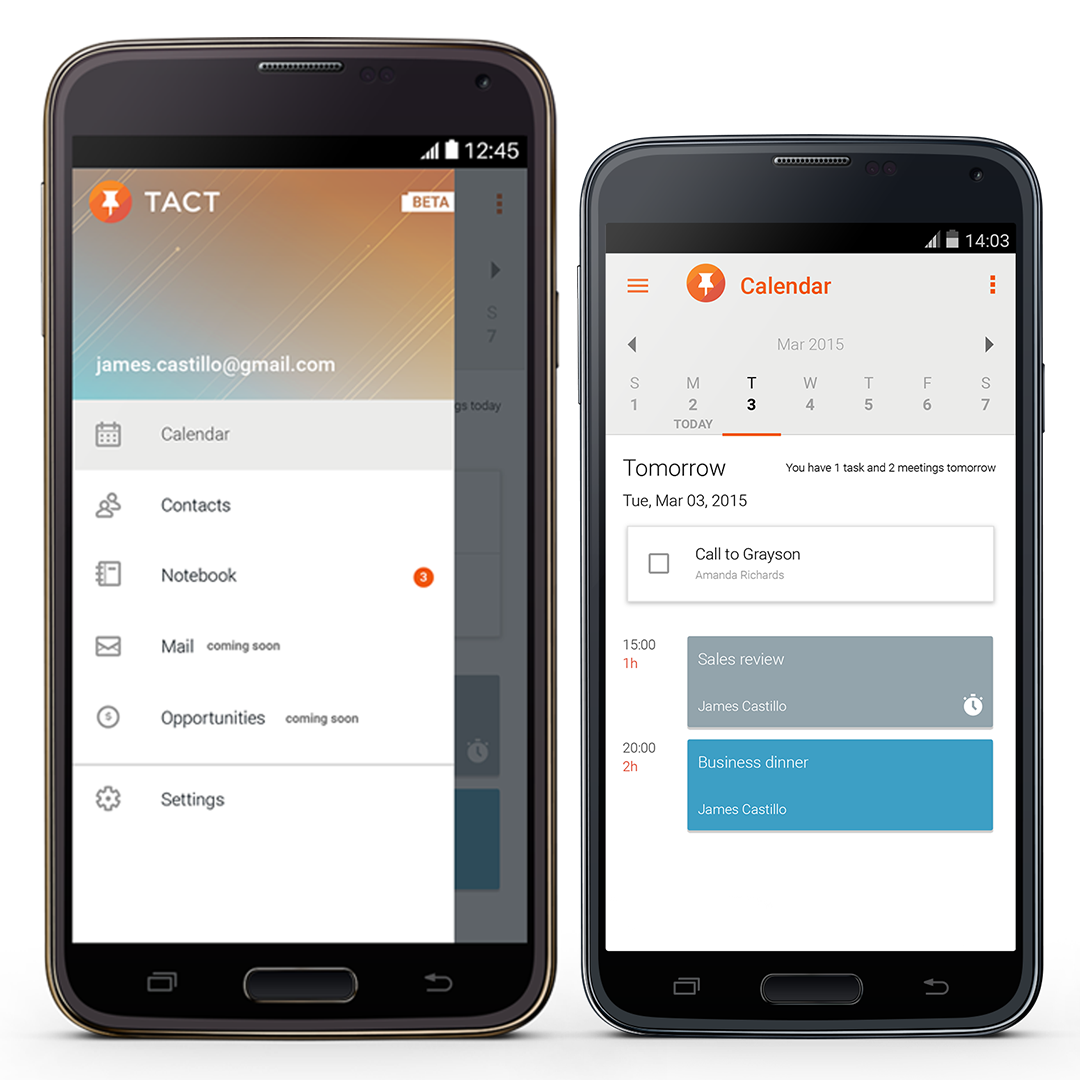 12:45
TACT
BETA
S
7
james.castillo@gmail.com
gs today
Calendar
Contacts
Notebook
3
Mail coming soon
Opportunities coming soon
Settings
14:03
Calendar
Mar 2015
S M T W T F S
1 2 3 4 5 6 7
TODAY
Tomorrow
You have 1 task and 2 meetings tomorrow
Tue, Mar 03, 2015
Call to Grayson
Amanda Richards
15:00
1h
Sales review
James Castillo
20:00
2h
Business dinner
James Castillo